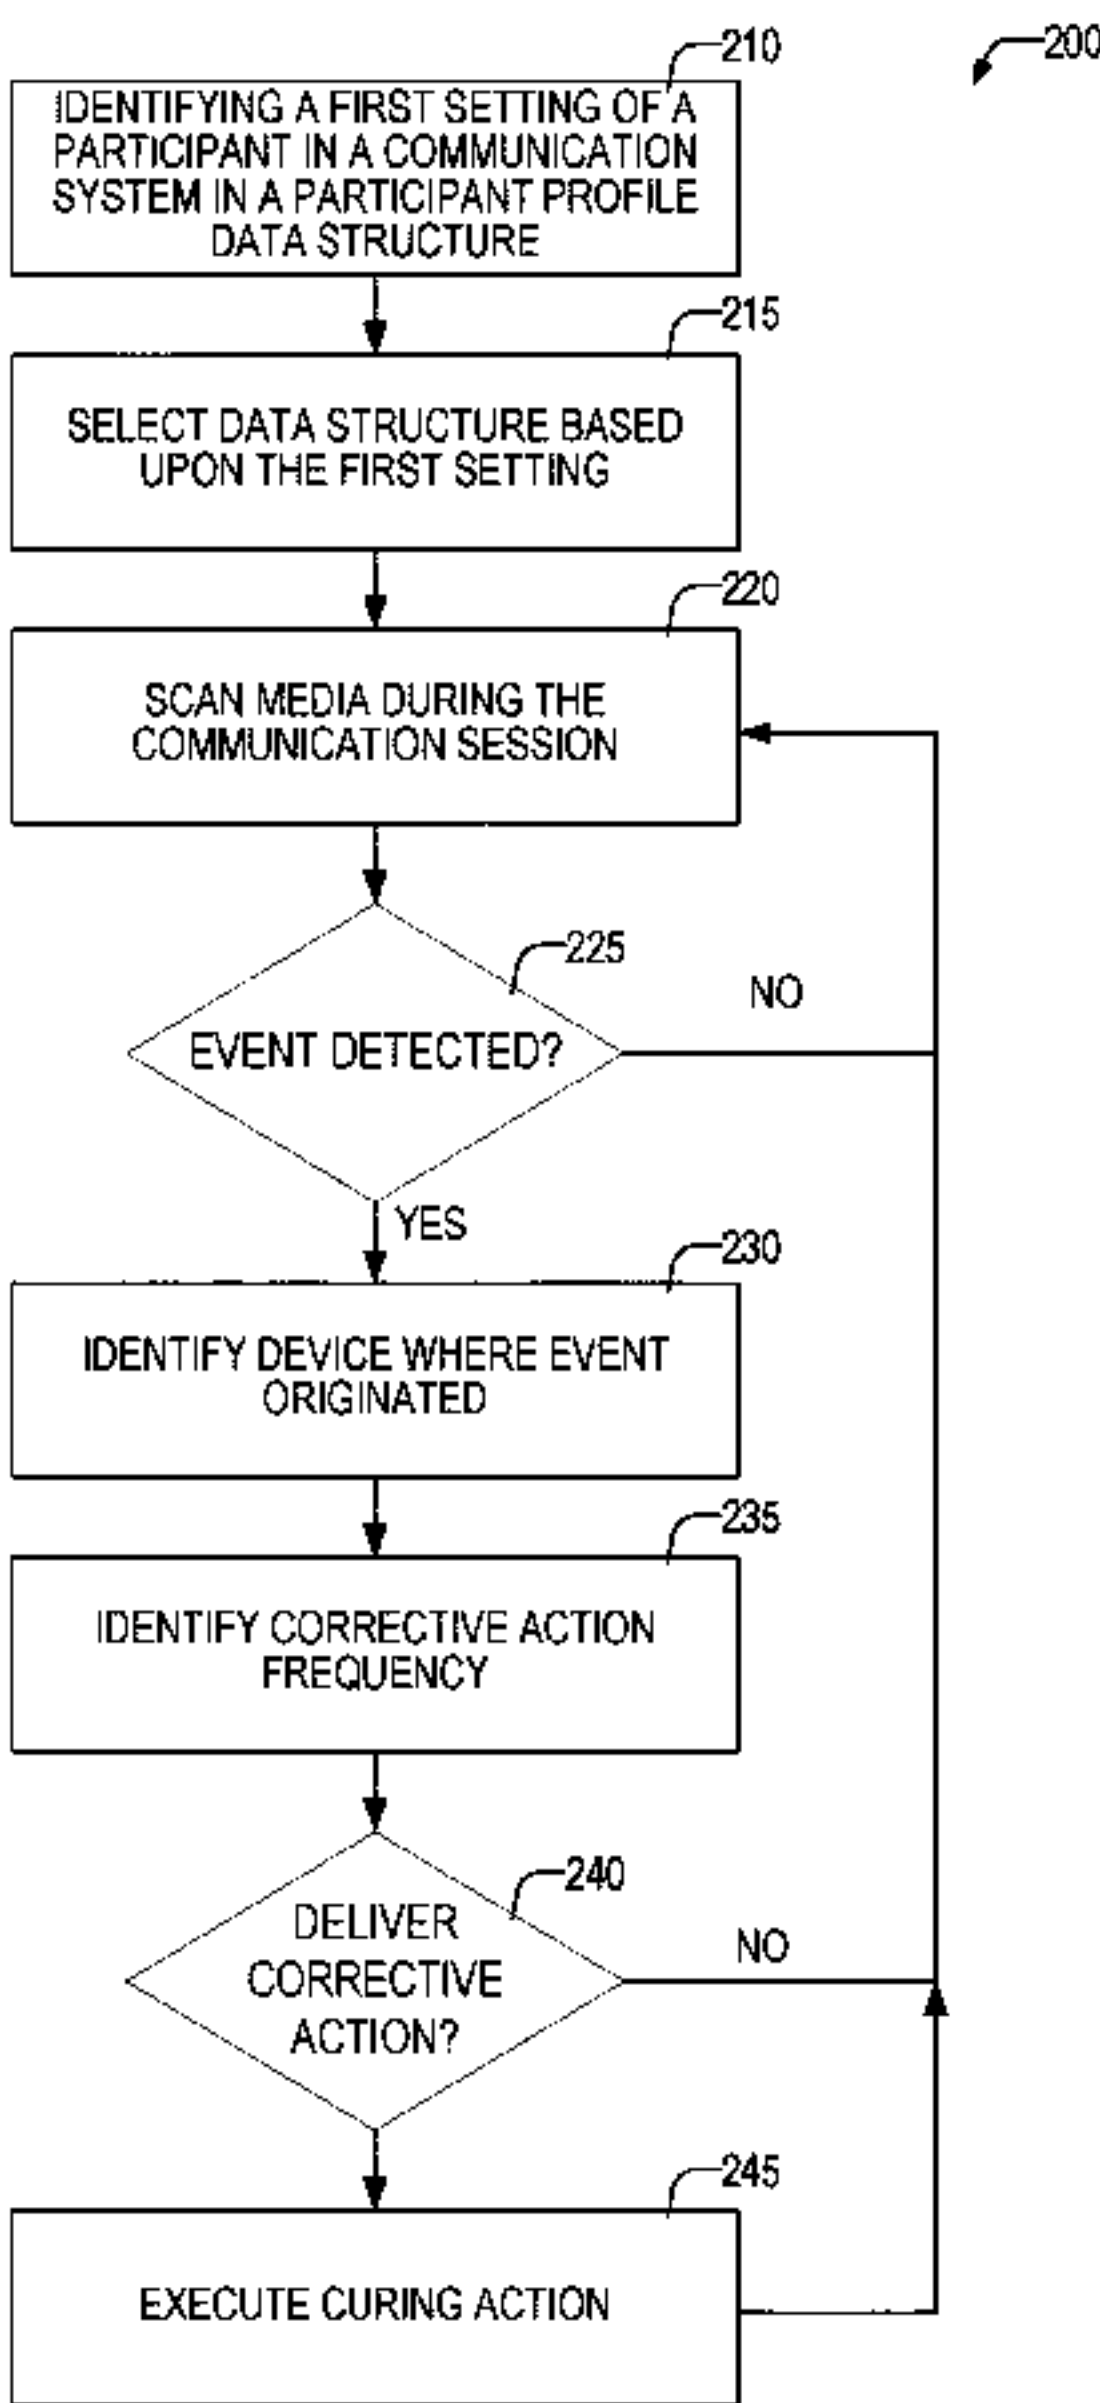 200
210
IDENTIFYING A FIRST SETTING OF A
PARTICIPANT IN A COMMUNICATION
SYSTEM IN A PARTICIPANT PROFILE
DATA STRUCTURE
215
SELECT DATA STRUCTURE BASED
UPON THE FIRST SETTING
220
SCAN MEDIA DURING THE
COMMUNICATION SESSION
225
EVENT DETECTED?
NO
YES
230
IDENTIFY DEVICE WHERE EVENT
ORIGINATED
235
IDENTIFY CORRECTIVE ACTION
FREQUENCY
240
DELIVER
CORRECTIVE
ACTION?
NO
245
EXECUTE CURING ACTION